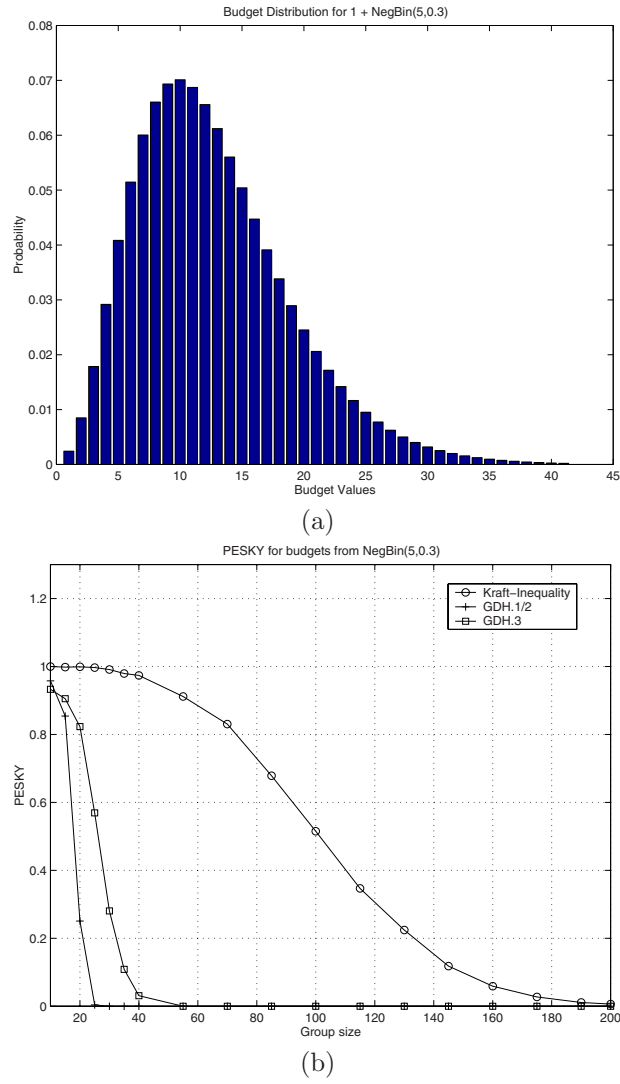 Budget Distribution for 1 + NegBin(5,0.3)
0.08
0.07
0.06
0.05
0.04
0.03
0.02
0.01
0
Probability
0 5 10 15 20 25 30 35 40 45
Budget Values
(a)
PESKY for budgets from NegBin(5,0.3)
Kraft−Inequality
GDH.1/2
GDH.3
1.2
1
0.8
0.6
0.4
0.2
0
PESKY
20 40 60 80 100 120 140 160 180 200
Group size
(b)